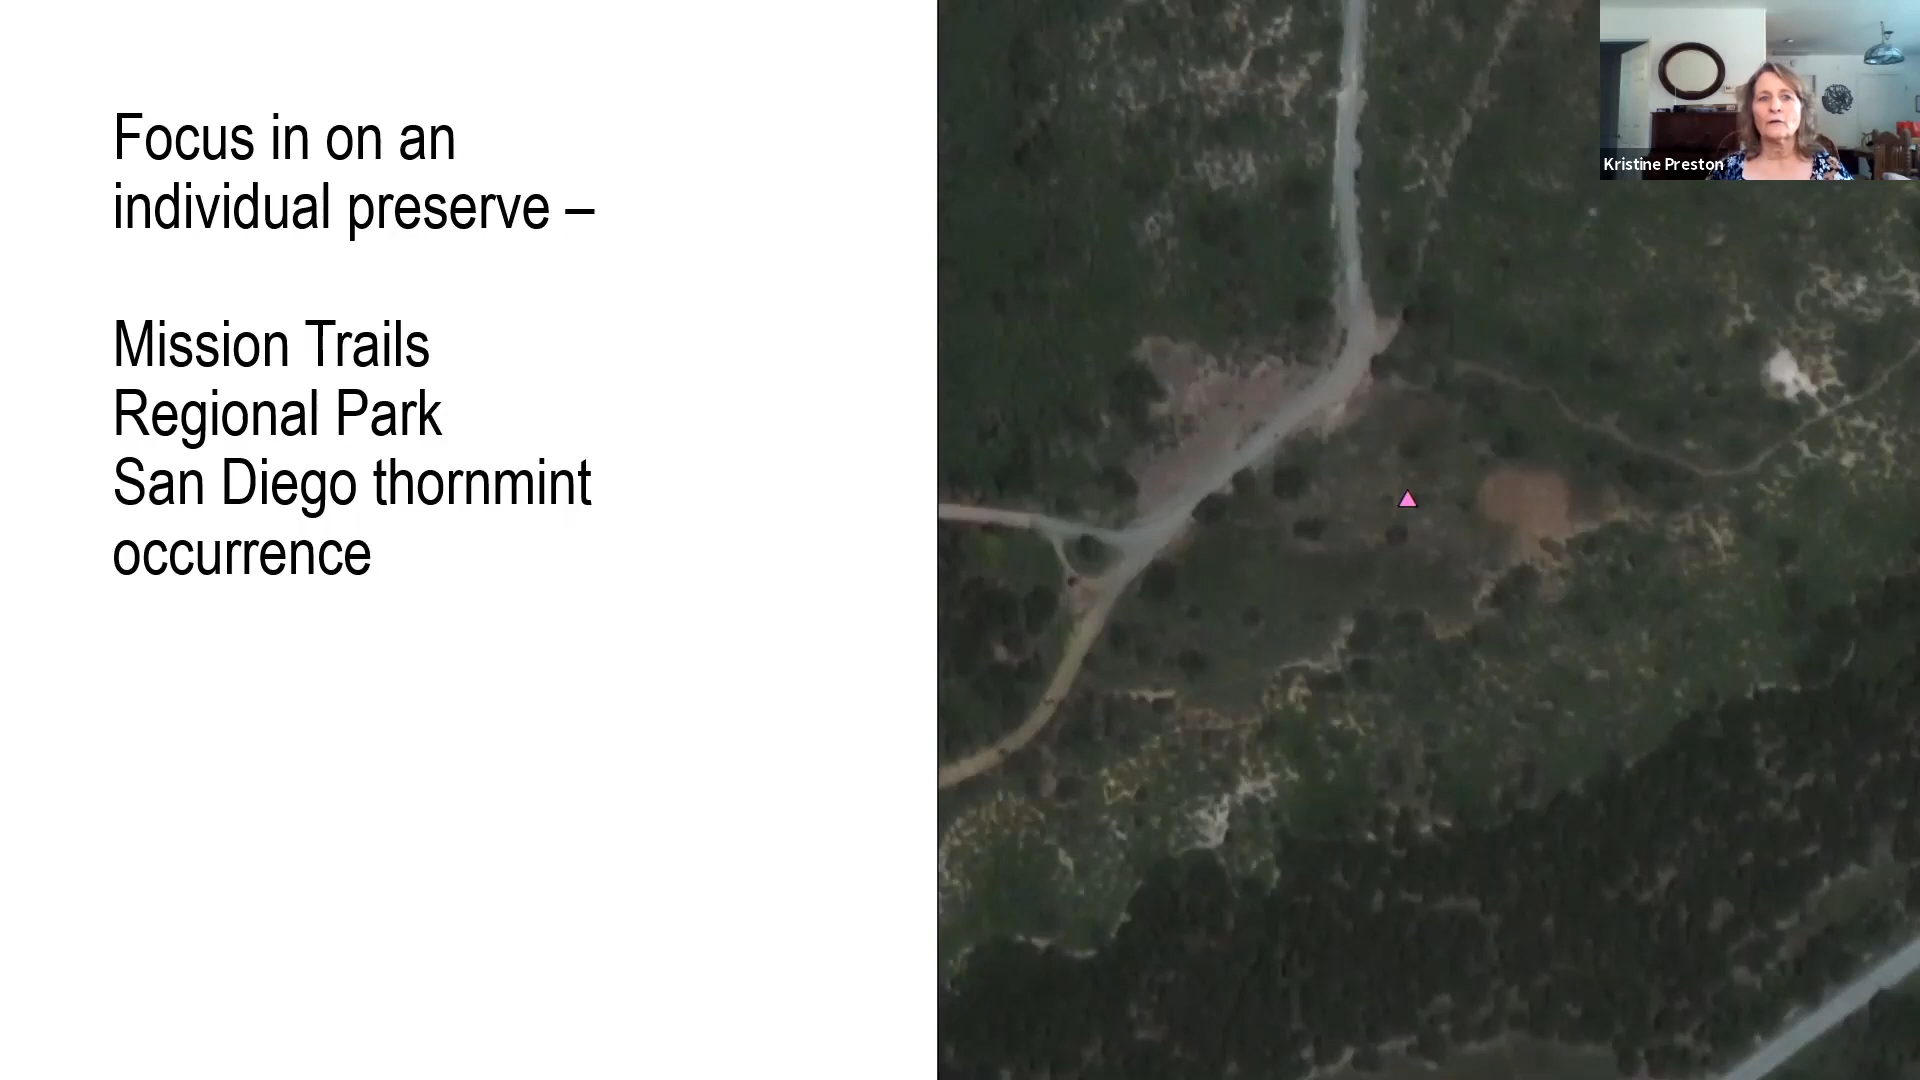 Focus in on an
individual preserve –
Mission Trails
Regional Park
San Diego thornmint
occurrence
Kristine Preston